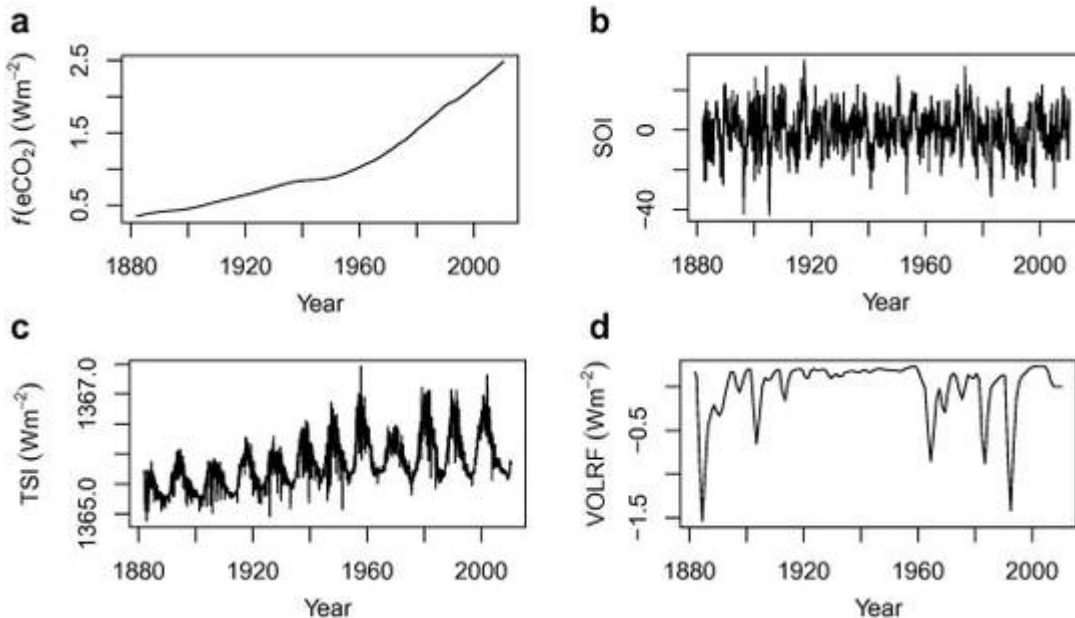 a
f(eCO₂) (Wm⁻²)
2.5
1.5
0.5
1880 1920 1960 2000
Year
b
SOI
0
−40
1880 1920 1960 2000
Year
c
TSI (Wm⁻²)
1367.0
1365.0
1880 1920 1960 2000
Year
d
VOLRF (Wm⁻²)
−0.5
−1.5
1880 1920 1960 2000
Year